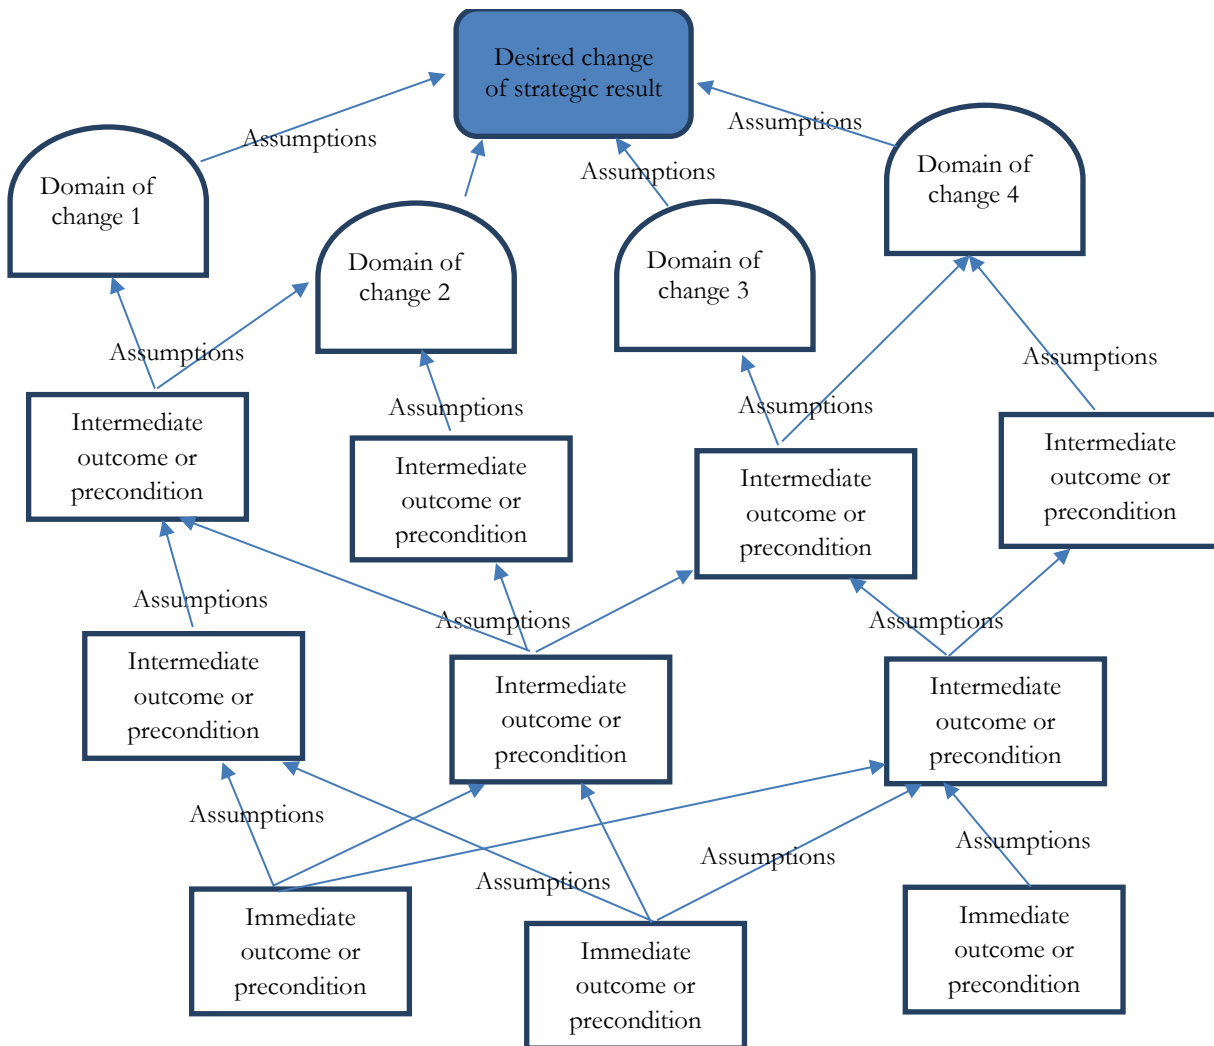 Desired change
of strategic result
Assumptions
Assumptions
Assumptions
Domain of
change 1
Domain of
change 2
Domain of
change 3
Domain of
change 4
Assumptions
Assumptions
Assumptions
Assumptions
Intermediate
outcome or
precondition
Intermediate
outcome or
precondition
Intermediate
outcome or
precondition
Intermediate
outcome or
precondition
Assumptions
Assumptions
Assumptions
Intermediate
outcome or
precondition
Intermediate
outcome or
precondition
Intermediate
outcome or
precondition
Assumptions
Assumptions
Assumptions
Assumptions
Immediate
outcome or
precondition
Immediate
outcome or
precondition
Immediate
outcome or
precondition